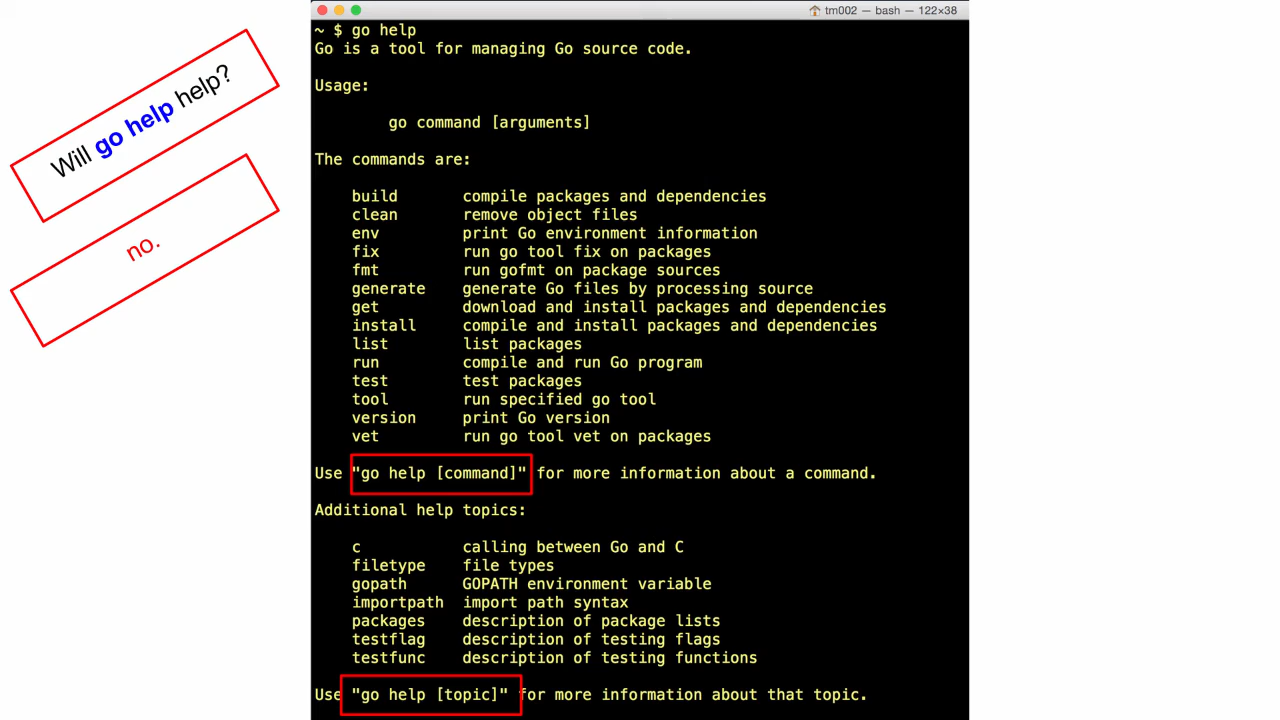 Will go help help?
no.
tm002 — bash — 122×38
~ $ go help
Go is a tool for managing Go source code.
Usage:
go command [arguments]
The commands are:
build compile packages and dependencies
clean remove object files
env print Go environment information
fix run go tool fix on packages
fmt run gofmt on package sources
generate generate Go files by processing source
get download and install packages and dependencies
install compile and install packages and dependencies
list list packages
run compile and run Go program
test test packages
tool run specified go tool
version print Go version
vet run go tool vet on packages
Use "go help [command]" for more information about a command.
Additional help topics:
c calling between Go and C
filetype file types
gopath GOPATH environment variable
importpath import path syntax
packages description of package lists
testflag description of testing flags
testfunc description of testing functions
Use "go help [topic]" for more information about that topic.